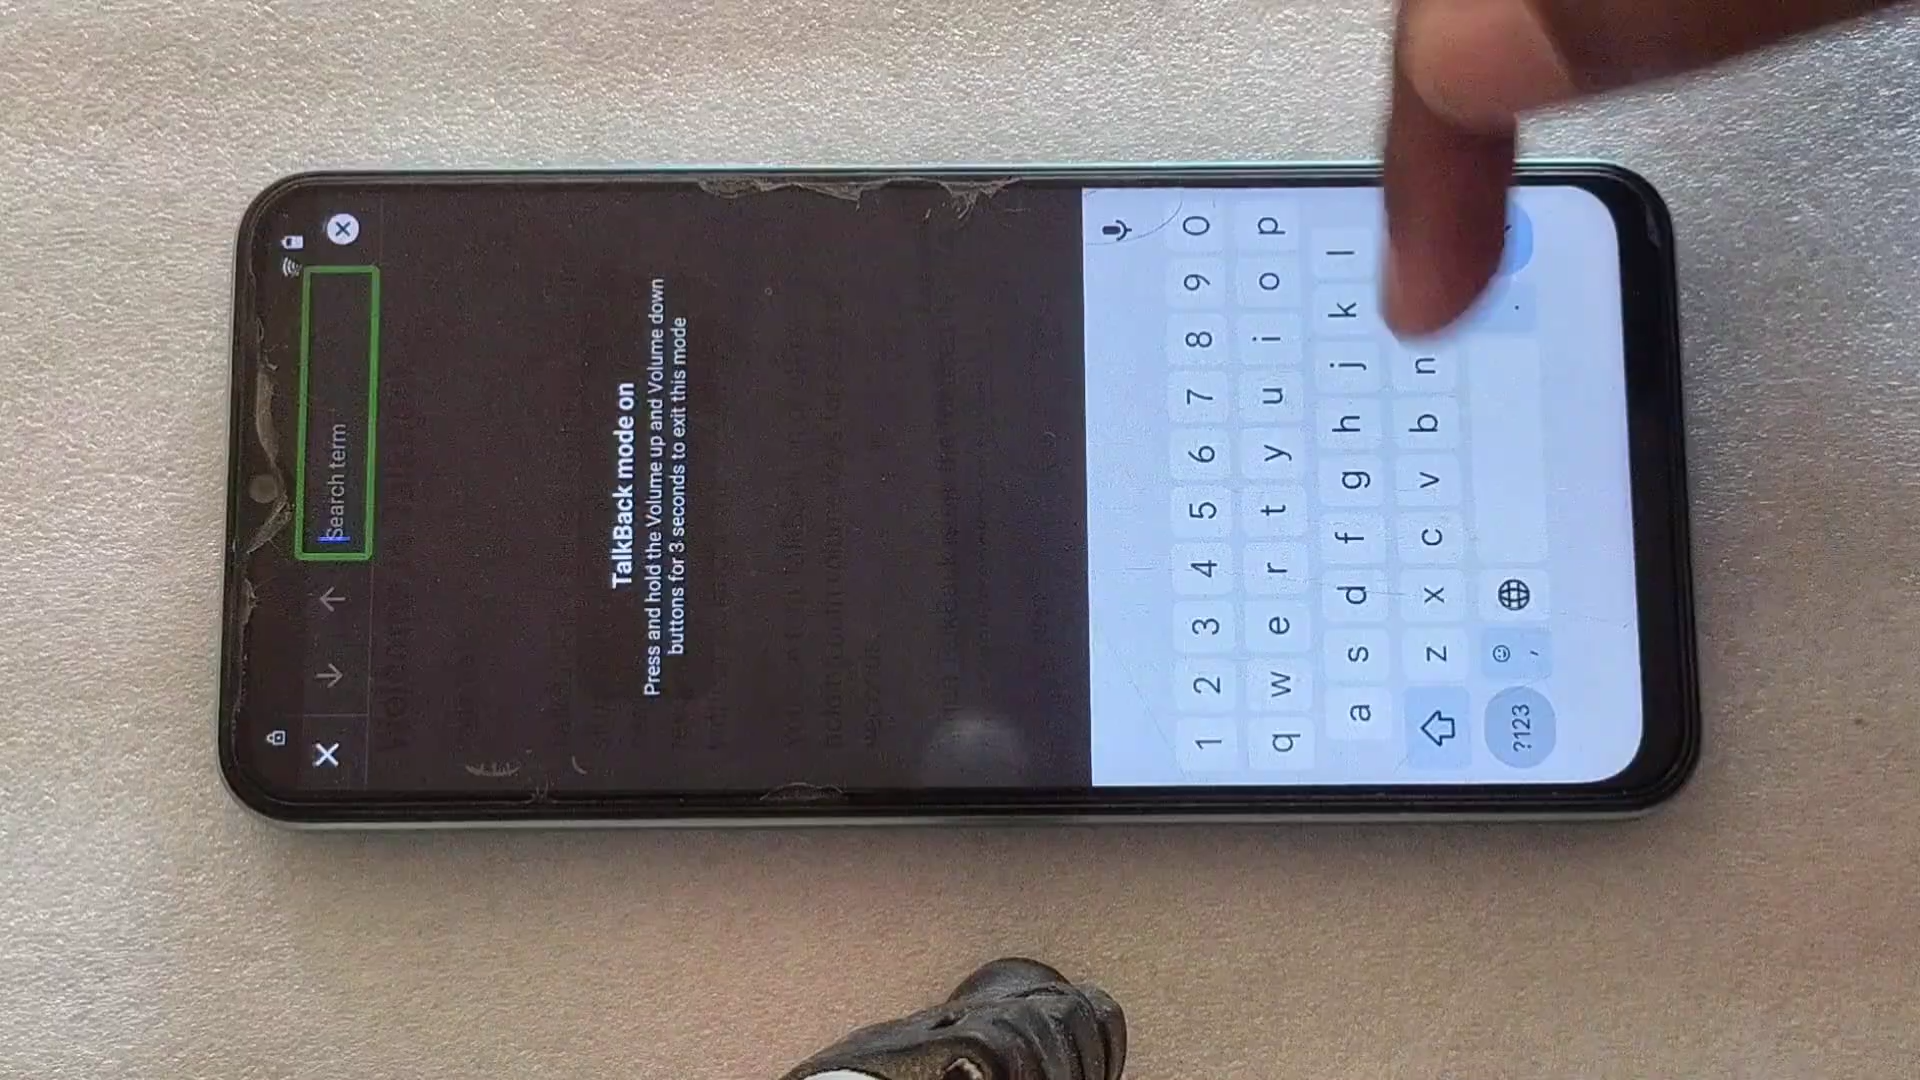 Search term
TalkBack mode on
Press and hold the Volume up and Volume down
buttons for 3 seconds to exit this mode
1 2 3 4 5 6 7 8 9 0
q w e r t y u i o p
a s d f g h j k l
z x c v b n
?123 , .